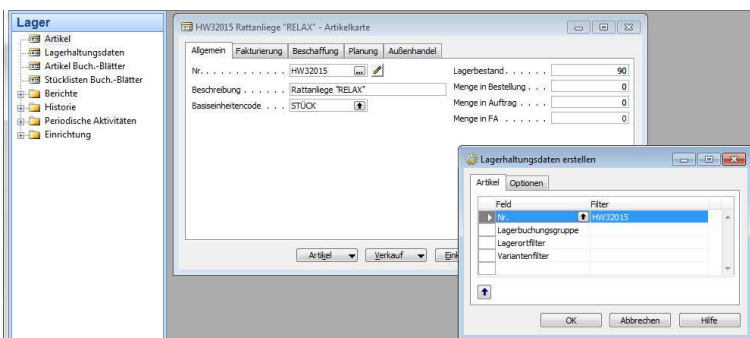 Lager
Artikel
Lagerhaltungsdaten
Artikel Buch.-Blätter
Stücklisten Buch.-Blätter
Berichte
Historie
Periodische Aktivitäten
Einrichtung
HW32015 Rattanliege "RELAX" - Artikelkarte
Allgemein Fakturierung Beschaffung Planung Außenhandel
Nr. . . . . . . . . . . . . HW32015 Lagerbestand . . . . . . 90
Beschreibung . . . . . . Rattanliege "RELAX" Menge in Bestellung . . . 0
Basiseinheitencode . . . STÜCK Menge in Auftrag . . . . 0
Menge in FA . . . . . . 0
Artikel Verkauf
Lagerhaltungsdaten erstellen
Artikel Optionen
Feld Filter
Nr. HW32015
Lagerbuchungsgruppe
Lagerortfilter
Variantenfilter
OK Abbrechen Hilfe